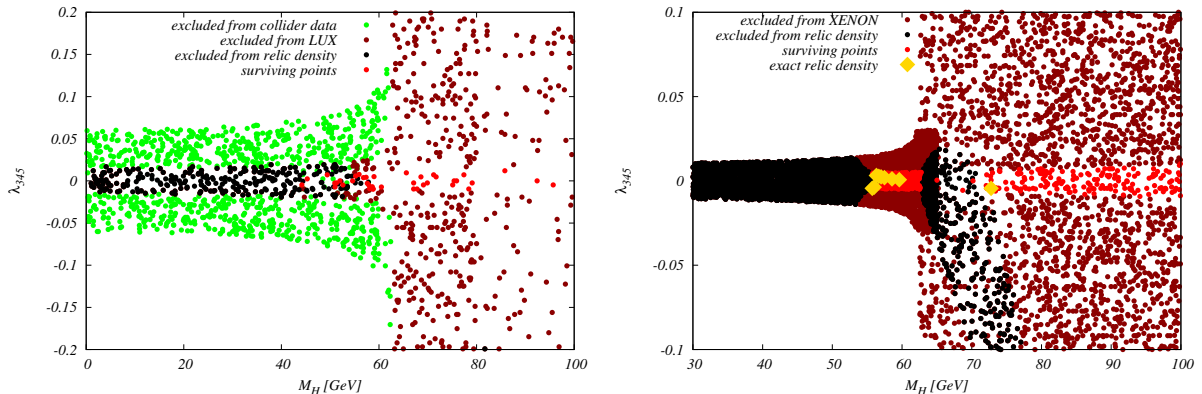 excluded from collider data
excluded from LUX
excluded from relic density
surviving points
0.2
0.15
0.1
0.05
0
-0.05
-0.1
-0.15
-0.2
λ345
0 20 40 60 80 100
M_H [GeV]
excluded from XENON
excluded from relic density
surviving points
exact relic density
0.1
0.05
0
-0.05
-0.1
λ345
30 40 50 60 70 80 90 100
M_H [GeV]